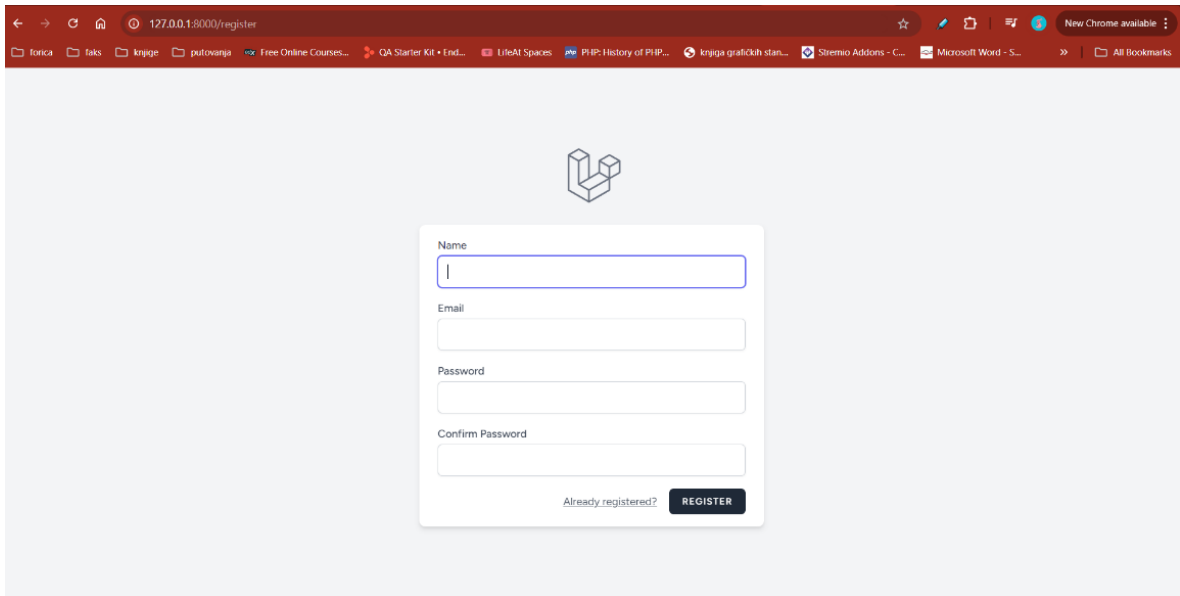 127.0.0.1:8000/register
New Chrome available
forica faks knjige putovanja Free Online Courses... QA Starter Kit • End... LifeAt Spaces PHP: History of PHP... knjiga grafičkih stan... Stremio Addons - C... Microsoft Word - S... » All Bookmarks
Name
Email
Password
Confirm Password
Already registered? REGISTER